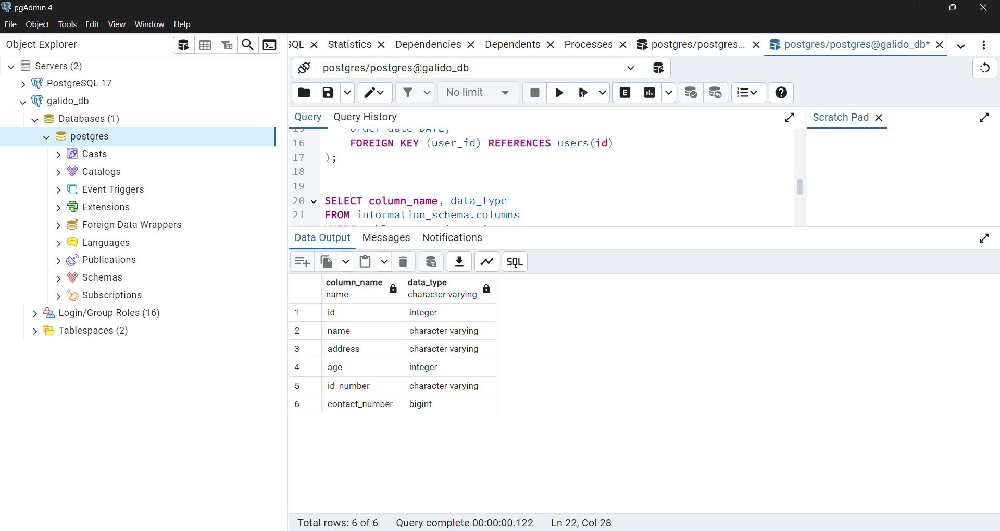 pgAdmin 4
File Object Tools Edit View Window Help
Object Explorer
SQL Statistics Dependencies Dependents Processes postgres/postgres... postgres/postgres@galido_db*
Servers (2)
PostgreSQL 17
galido_db
Databases (1)
postgres
Casts
Catalogs
Event Triggers
Extensions
Foreign Data Wrappers
Languages
Publications
Schemas
Subscriptions
Login/Group Roles (16)
Tablespaces (2)
postgres/postgres@galido_db
No limit
E
Query Query History
Scratch Pad
15 order_date DATE,
16 FOREIGN KEY (user_id) REFERENCES users(id)
17 );
18
19
20 SELECT column_name, data_type
21 FROM information_schema.columns
Data Output Messages Notifications
SQL
column_name data_type
name character varying
1 id integer
2 name character varying
3 address character varying
4 age integer
5 id_number character varying
6 contact_number bigint
Total rows: 6 of 6 Query complete 00:00:00.122 Ln 22, Col 28